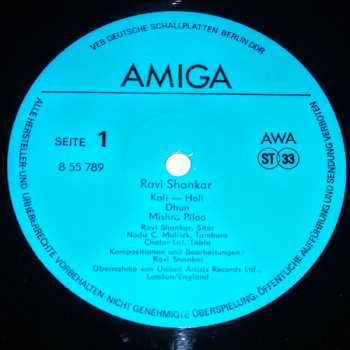 VEB DEUTSCHE SCHALLPLATTEN BERLIN DDR
AMIGA
SEITE 1
8 55 789
AWA
ST 33
Ravi Shankar
Kafi — Holi
Dhun
Mishra Piloo
Ravi Shankar, Sitar
Nodu C. Mullick, Tambura
Chatur Lal, Tabla
Kompositionen und Bearbeitungen:
Ravi Shankar
Übernahme von United Artists Records Ltd.,
London/England
ALLE HERSTELLER- UND URHEBERRECHTE VORBEHALTEN NICHT GENEHMIGTE ÜBERSPIELUNG, ÖFFENTLICHE AUFFÜHRUNG UND SENDUNG VERBOTEN